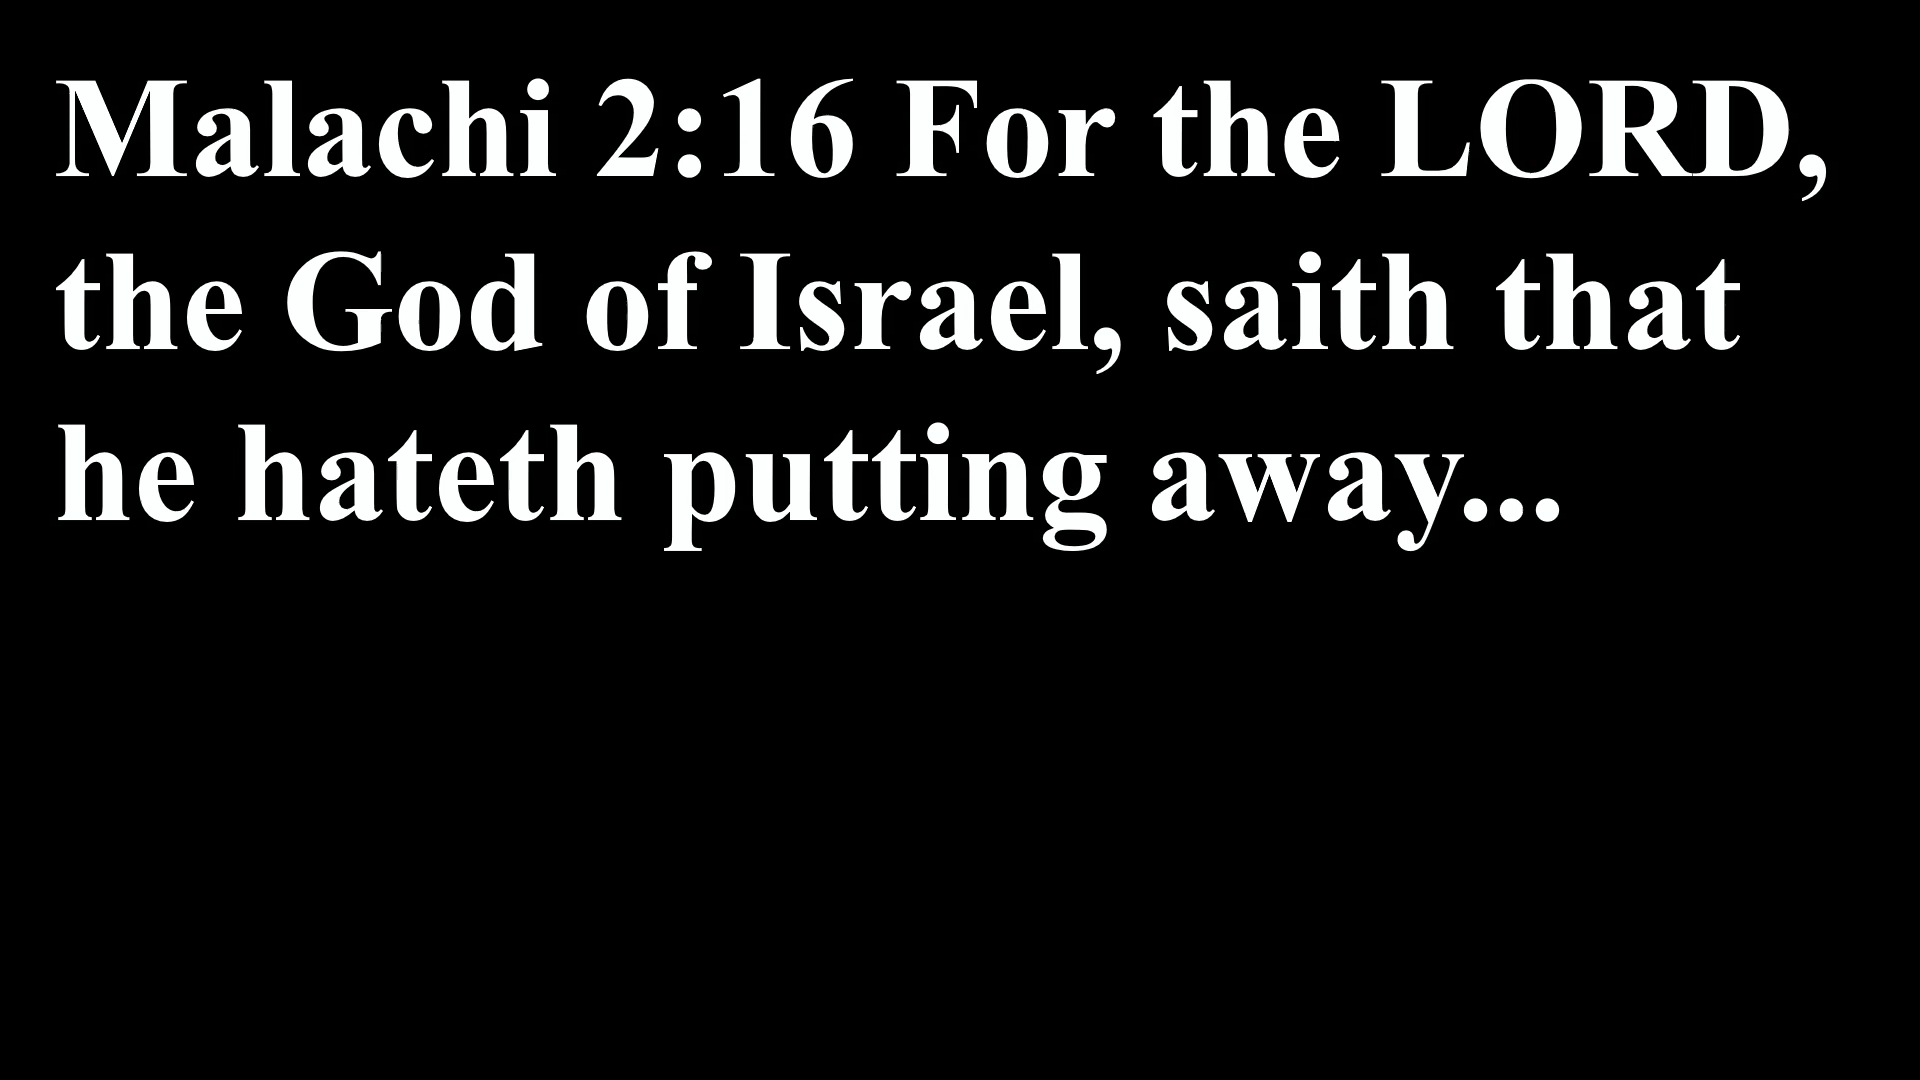 Malachi 2:16 For the LORD,
the God of Israel, saith that
he hateth putting away...